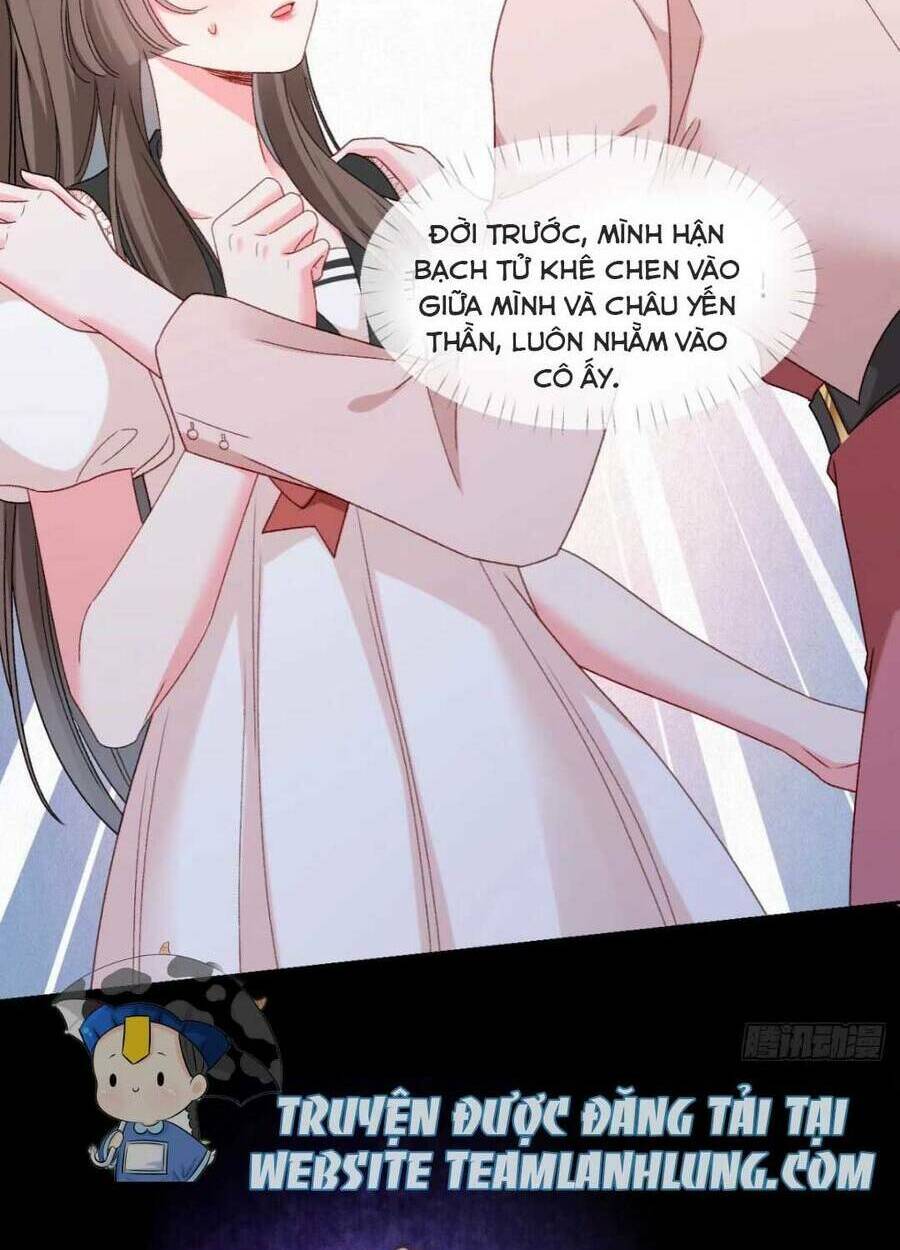 ĐỜI TRƯỚC, MÌNH HẬN
BẠCH TỬ KHÊ CHEN VÀO
GIỮA MÌNH VÀ CHÂU YẾN
THẦN, LUÔN NHẰM VÀO
CÔ ẤY.
腾讯动漫
TRUYỆN ĐƯỢC ĐĂNG TẢI TẠI
WEBSITE TEAMLANHLUNG.COM